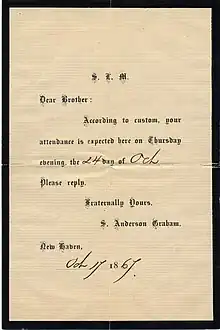 S. L. M.
Dear Brother:
According to custom, your
attendance is expected here on Thursday
evening, the 24 day of Oct.
Please reply.
Fraternally Yours,
S. Anderson Graham.
New Haven,
Oct 17 1867.